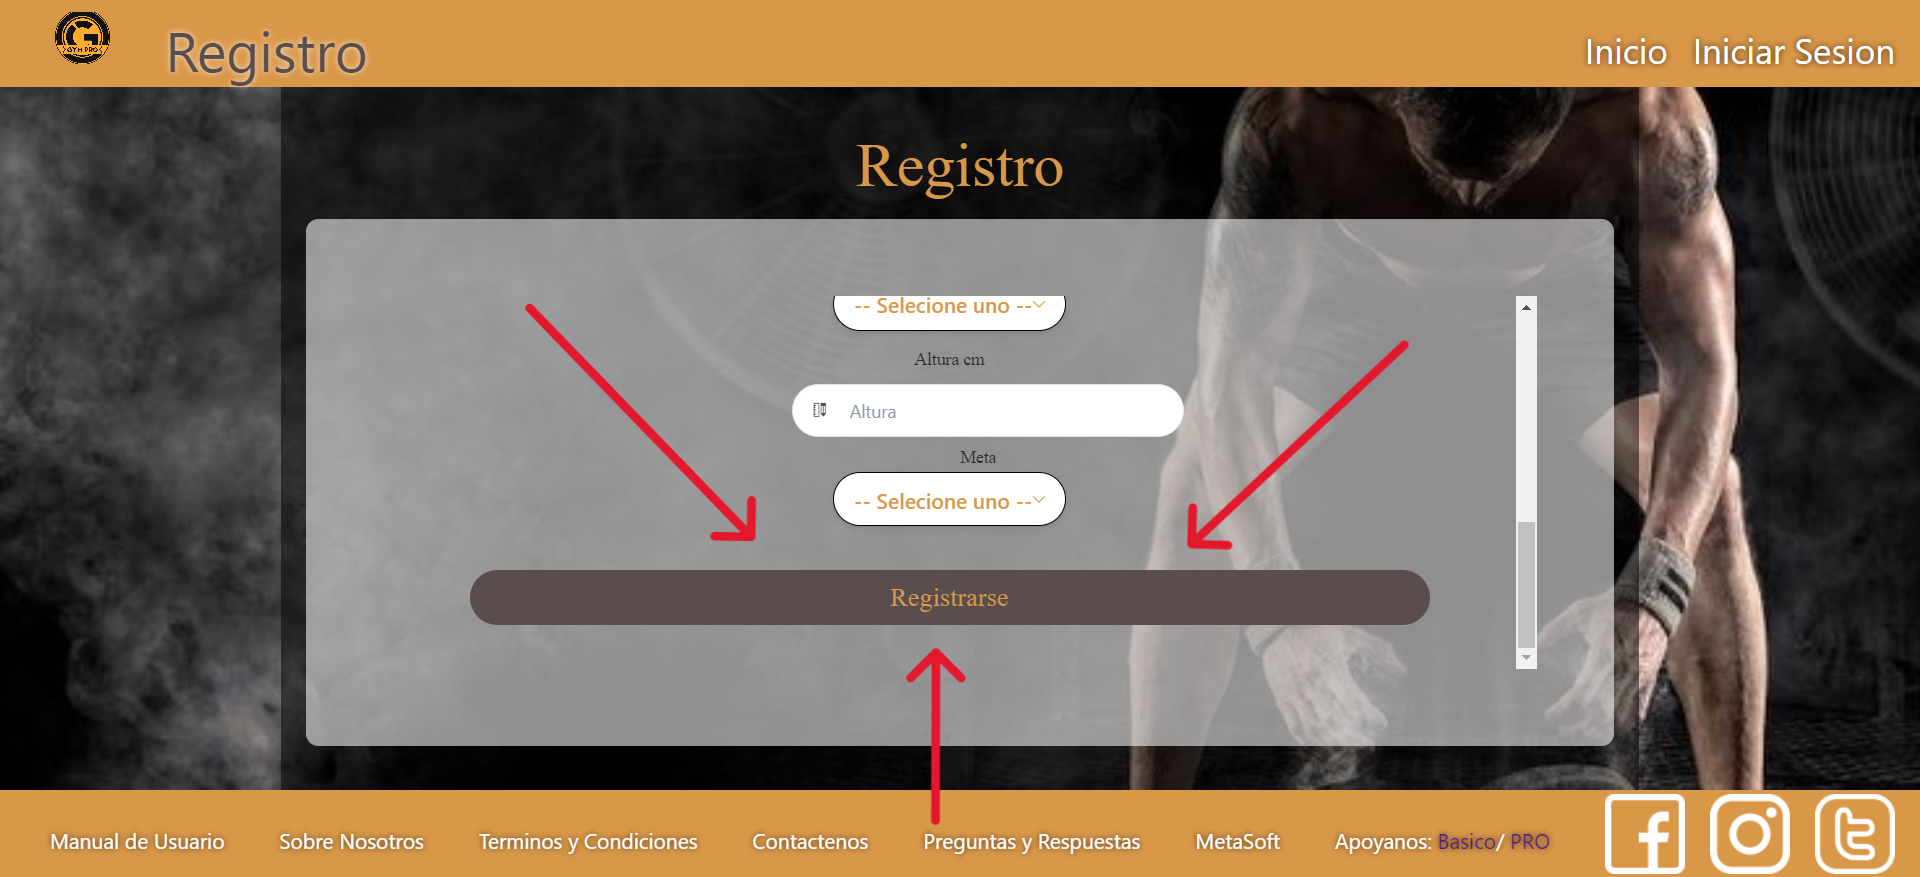 GYM PRO
Registro
Inicio Iniciar Sesion
Registro
-- Selecione uno --
Altura cm
Altura
Meta
-- Selecione uno --
Registrarse
Manual de Usuario Sobre Nosotros Terminos y Condiciones Contactenos Preguntas y Respuestas MetaSoft Apoyanos: Basico/ PRO